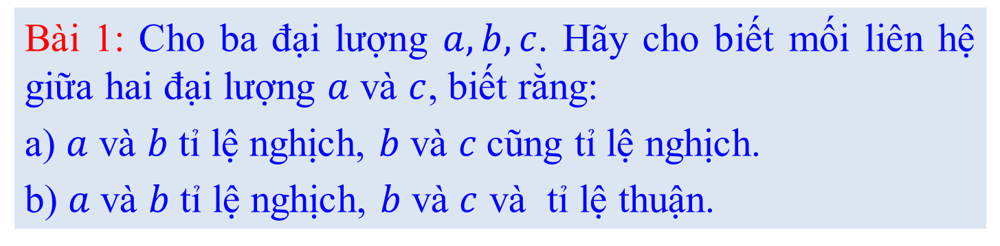 Bài 1: Cho ba đại lượng a, b, c. Hãy cho biết mối liên hệ
giữa hai đại lượng a và c, biết rằng:
a) a và b tỉ lệ nghịch, b và c cũng tỉ lệ nghịch.
b) a và b tỉ lệ nghịch, b và c và tỉ lệ thuận.